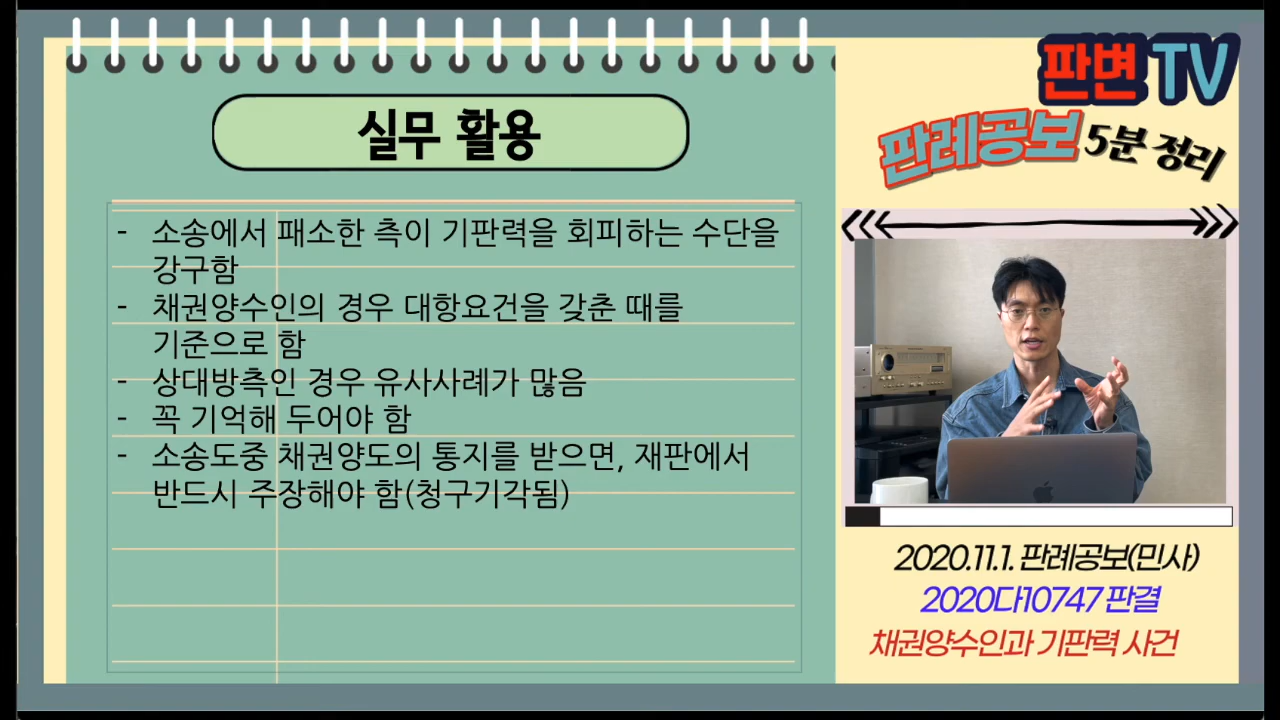 실무 활용
- 소송에서 패소한 측이 기판력을 회피하는 수단을
강구함
- 채권양수인의 경우 대항요건을 갖춘 때를
기준으로 함
- 상대방측인 경우 유사사례가 많음
- 꼭 기억해 두어야 함
- 소송도중 채권양도의 통지를 받으면, 재판에서
반드시 주장해야 함(청구기각됨)
판변 TV
판례공보 5분 정리
2020.11.1. 판례공보(민사)
2020다10747 판결
채권양수인과 기판력 사건